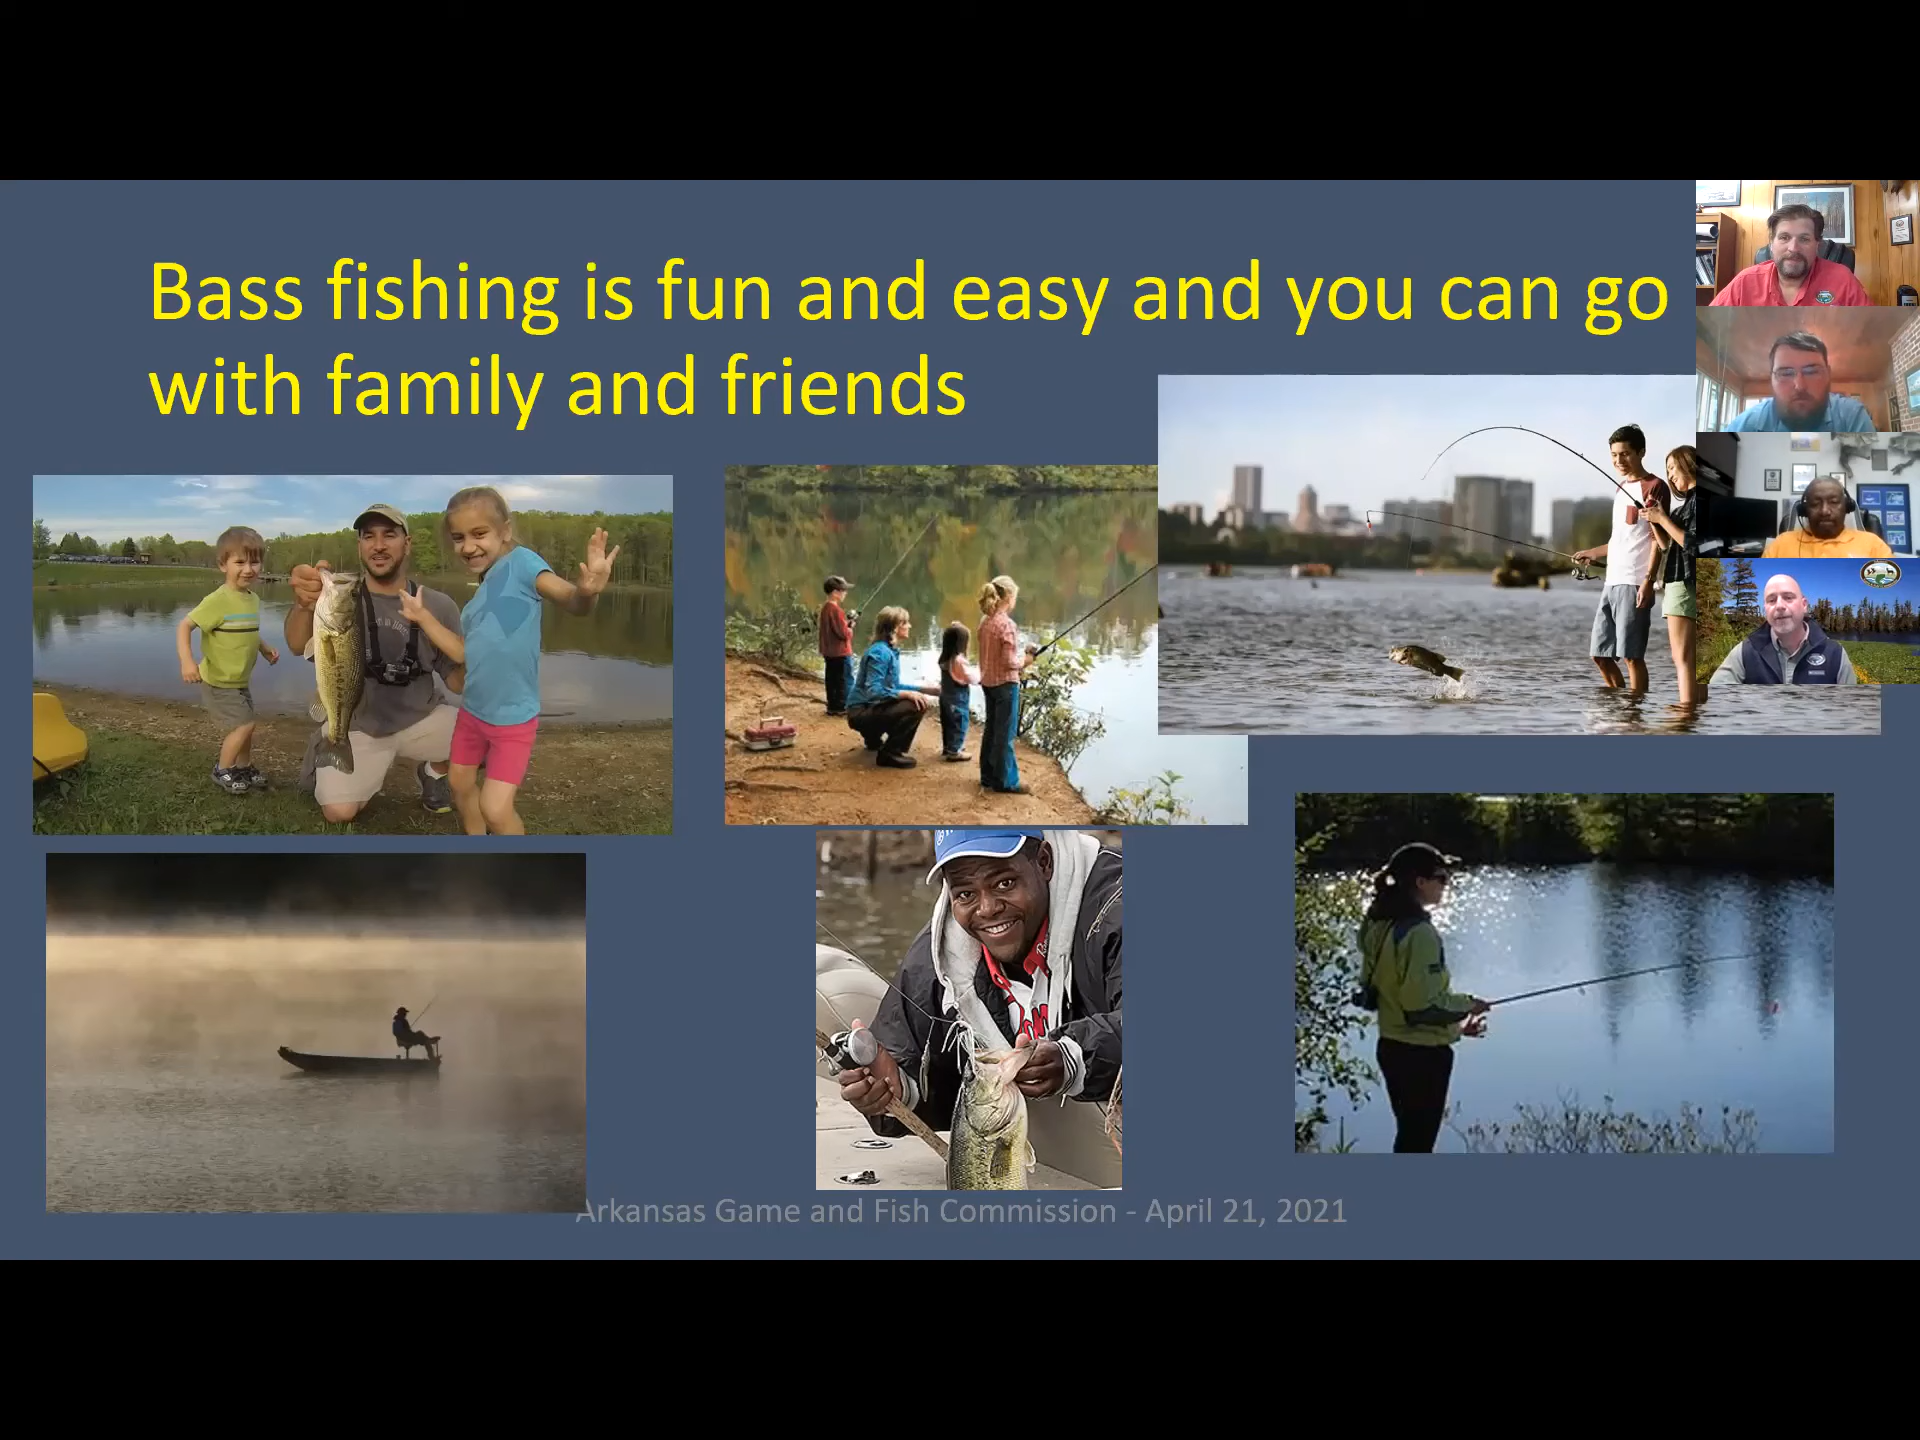 Bass fishing is fun and easy and you can go
with family and friends
Arkansas Game and Fish Commission - April 21, 2021